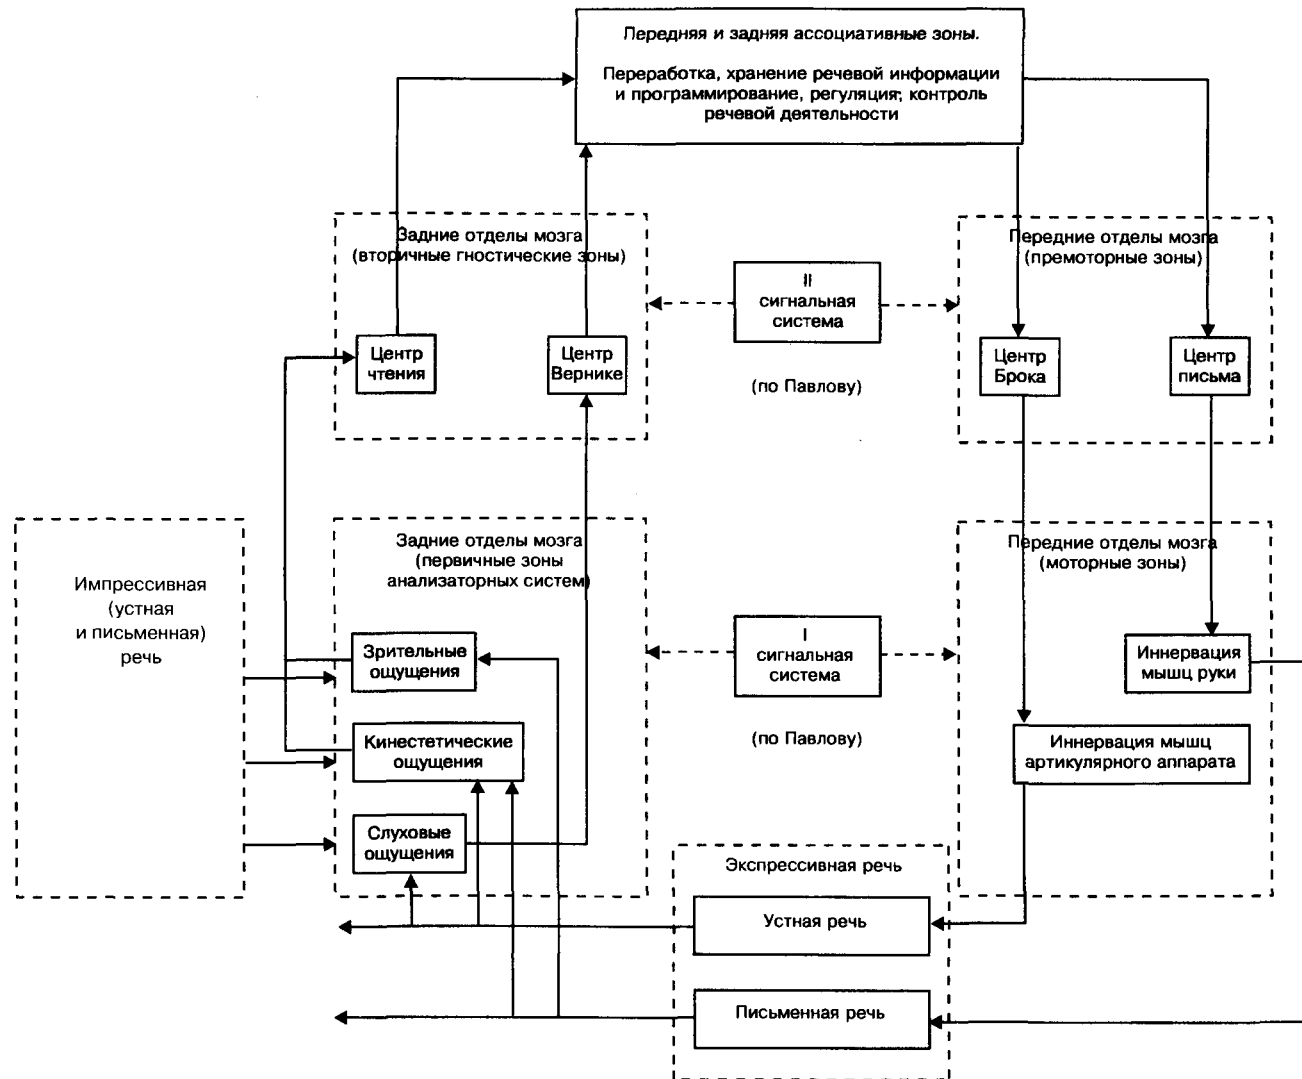 Передняя и задняя ассоциативные зоны.
Переработка, хранение речевой информации
и программирование, регуляция, контроль
речевой деятельности
Задние отделы мозга
(вторичные гностические зоны)
Передние отделы мозга
(премоторные зоны)
II
сигнальная
система
(по Павлову)
Центр
чтения
Центр
Вернике
Центр
Брока
Центр
письма
Импрессивная
(устная
и письменная)
речь
Задние отделы мозга
(первичные зоны
анализаторных систем)
Передние отделы мозга
(моторные зоны)
I
сигнальная
система
(по Павлову)
Зрительные
ощущения
Кинестетические
ощущения
Слуховые
ощущения
Иннервация
мышц руки
Иннервация мышц
артикулярного аппарата
Экспрессивная речь
Устная речь
Письменная речь